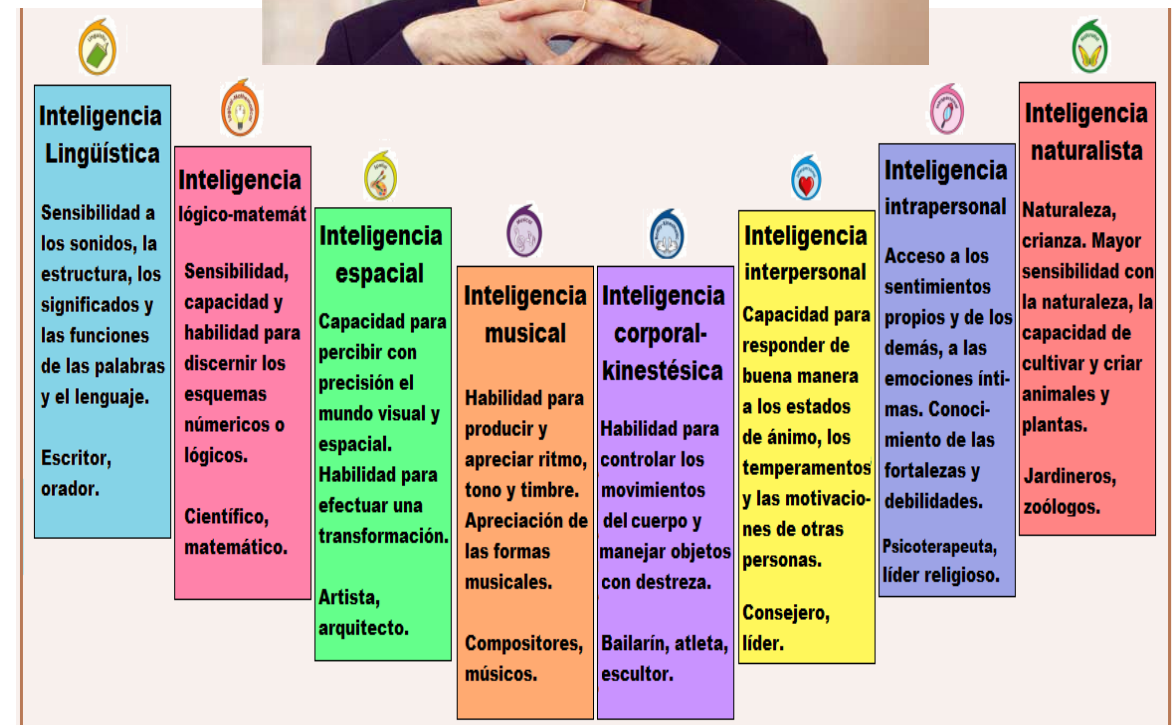 Inteligencia
Lingüística
Sensibilidad a
los sonidos, la
estructura, los
significados y
las funciones
de las palabras
y el lenguaje.
Escritor,
orador.
Inteligencia
lógico-matemát
Sensibilidad,
capacidad y
habilidad para
discernir los
esquemas
númericos o
lógicos.
Científico,
matemático.
Inteligencia
espacial
Capacidad para
percibir con
precisión el
mundo visual y
espacial.
Habilidad para
efectuar una
transformación.
Artista,
arquitecto.
Inteligencia
musical
Habilidad para
producir y
apreciar ritmo,
tono y timbre.
Apreciación de
las formas
musicales.
Compositores,
músicos.
Inteligencia
corporal-
kinestésica
Habilidad para
controlar los
movimientos
del cuerpo y
manejar objetos
con destreza.
Bailarín, atleta,
escultor.
Inteligencia
interpersonal
Capacidad para
responder de
buena manera
a los estados
de ánimo, los
temperamentos
y las motivacio-
nes de otras
personas.
Consejero,
líder.
Inteligencia
intrapersonal
Acceso a los
sentimientos
propios y de los
demás, a las
emociones ínti-
mas. Conoci-
miento de las
fortalezas y
debilidades.
Psicoterapeuta,
líder religioso.
Inteligencia
naturalista
Naturaleza,
crianza. Mayor
sensibilidad con
la naturaleza, la
capacidad de
cultivar y criar
animales y
plantas.
Jardineros,
zoólogos.